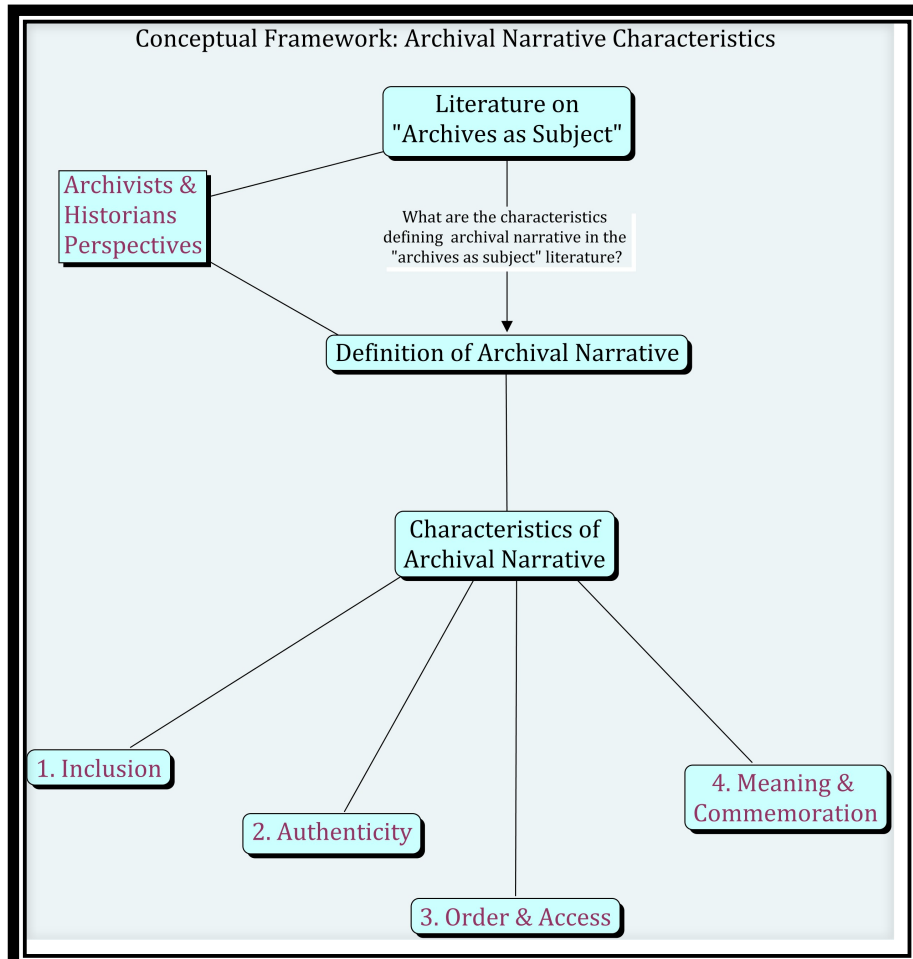 Conceptual Framework: Archival Narrative Characteristics
Literature on
"Archives as Subject"
Archivists &
Historians
Perspectives
What are the characteristics
defining archival narrative in the
"archives as subject" literature?
Definition of Archival Narrative
Characteristics of
Archival Narrative
1. Inclusion
2. Authenticity
3. Order & Access
4. Meaning &
Commemoration